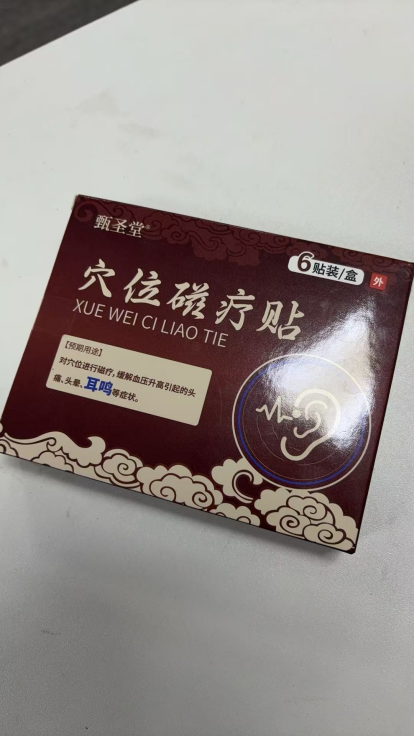 甄圣堂®
6贴装/盒
外
穴位磁疗贴
XUE WEI CI LIAO TIE
【预期用途】
对穴位进行磁疗，缓解血压升高引起的头
痛、头晕、耳鸣等症状。